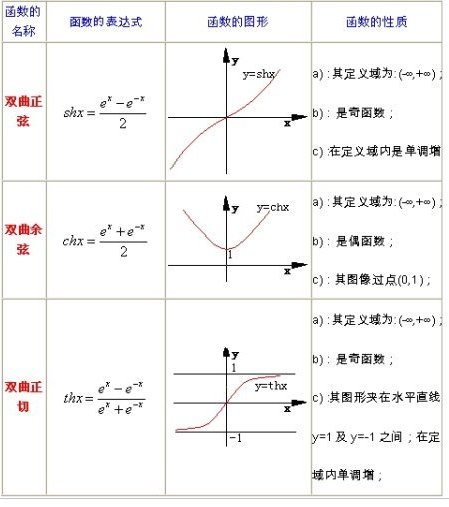 函数的名称
函数的表达式
函数的图形
函数的性质
双曲正弦
shx = (e^x − e^−x) / 2
y
y=shx
x
a)：其定义域为:(-∞,+∞)；
b)：是奇函数；
c) :在定义域内是单调增
双曲余弦
chx = (e^x + e^−x) / 2
y
y=chx
1
x
a)：其定义域为:(-∞,+∞)；
b)：是偶函数；
c)：其图像过点(0,1)；
双曲正切
thx = (e^x − e^−x) / (e^x + e^−x)
y
1
y=thx
x
−1
a)：其定义域为:(-∞,+∞)；
b)：是奇函数；
c) :其图形夹在水平直线
y=1及y=-1之间；在定
域内单调增；